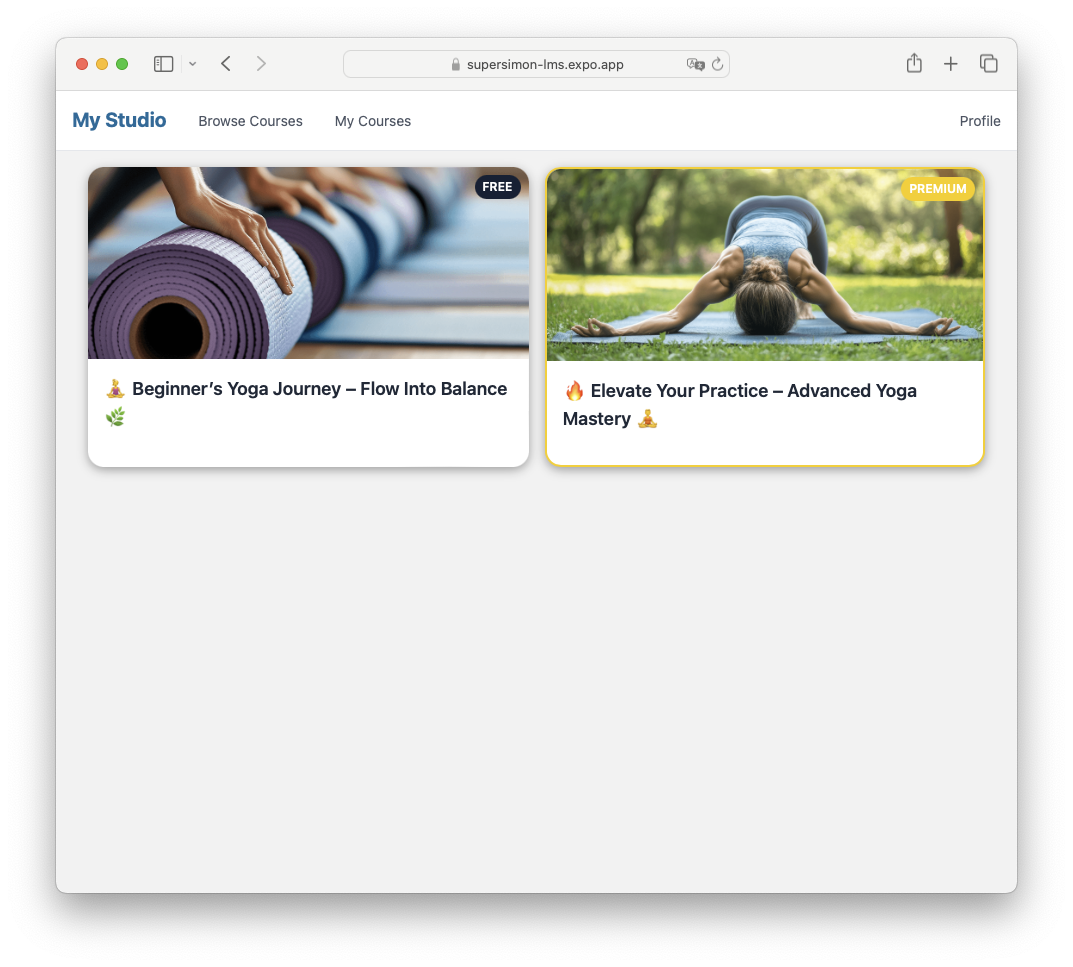 supersimon-lms.expo.app
My Studio Browse Courses My Courses Profile
FREE
🧘‍♀️ Beginner’s Yoga Journey – Flow Into Balance
🌿
PREMIUM
🔥 Elevate Your Practice – Advanced Yoga
Mastery 🧘